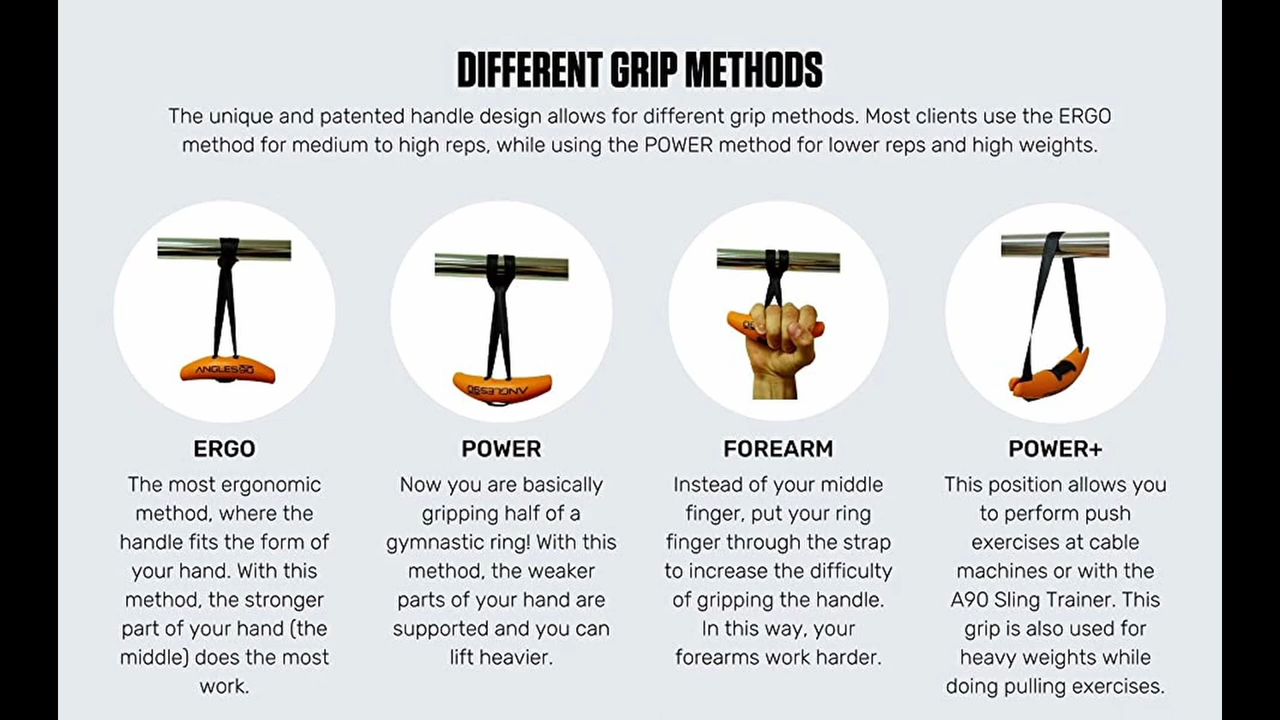 DIFFERENT GRIP METHODS
The unique and patented handle design allows for different grip methods. Most clients use the ERGO
method for medium to high reps, while using the POWER method for lower reps and high weights.
ANGLES90
ANGLES90
90
ERGO
The most ergonomic
method, where the
handle fits the form of
your hand. With this
method, the stronger
part of your hand (the
middle) does the most
work.
POWER
Now you are basically
gripping half of a
gymnastic ring! With this
method, the weaker
parts of your hand are
supported and you can
lift heavier.
FOREARM
Instead of your middle
finger, put your ring
finger through the strap
to increase the difficulty
of gripping the handle.
In this way, your
forearms work harder.
POWER+
This position allows you
to perform push
exercises at cable
machines or with the
A90 Sling Trainer. This
grip is also used for
heavy weights while
doing pulling exercises.